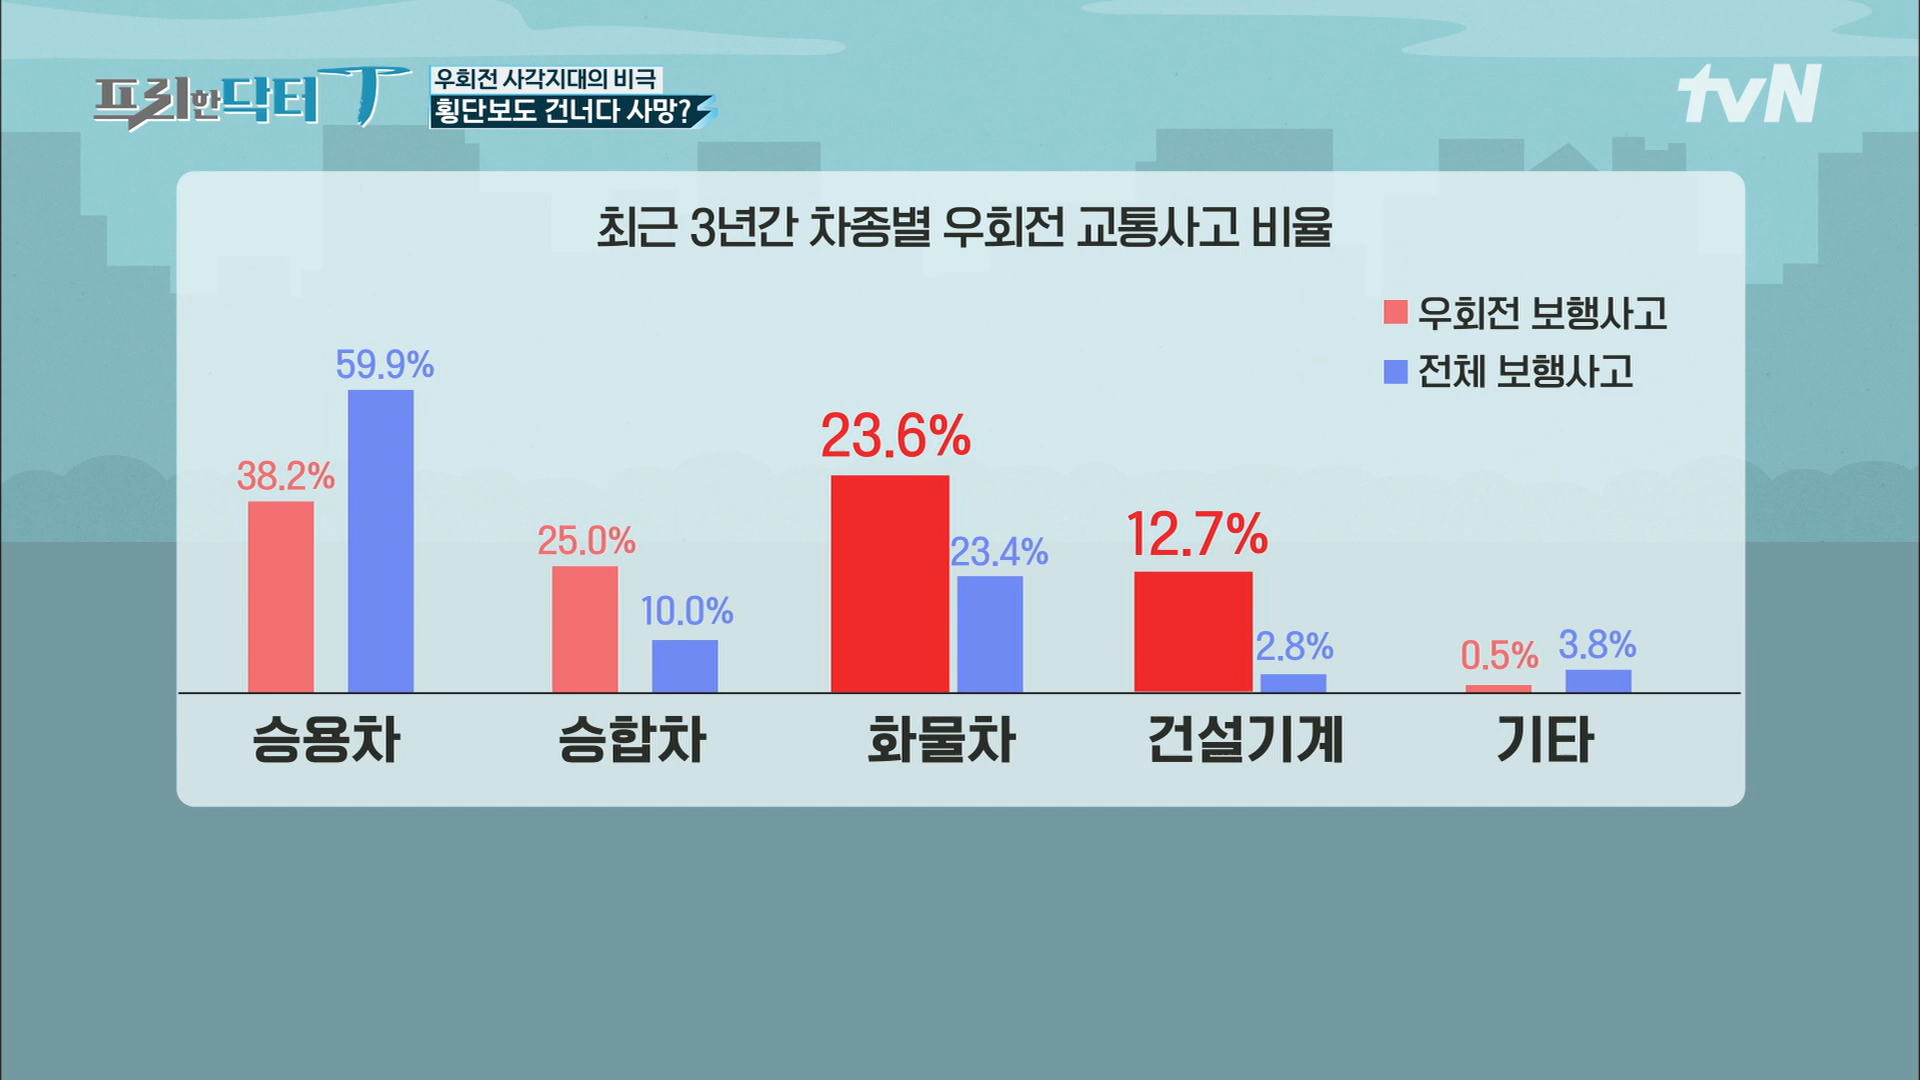 프리한닥터 T
우회전 사각지대의 비극
횡단보도 건너다 사망?
tvN
최근 3년간 차종별 우회전 교통사고 비율
우회전 보행사고
전체 보행사고
38.2%
59.9%
25.0%
10.0%
23.6%
23.4%
12.7%
2.8%
0.5%
3.8%
승용차 승합차 화물차 건설기계 기타